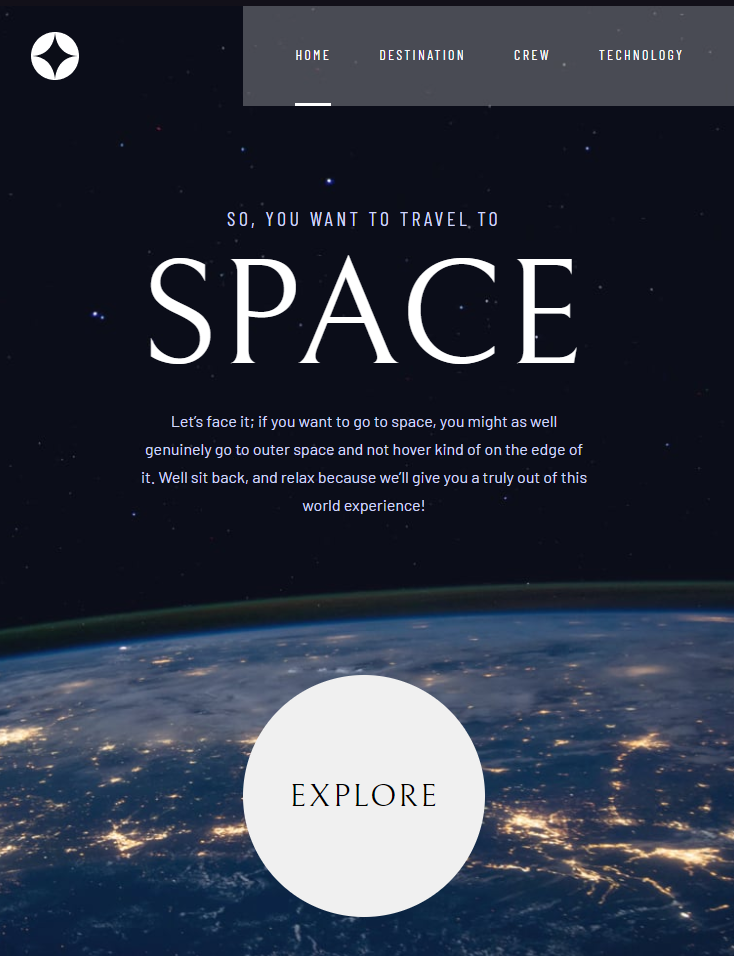 HOME DESTINATION CREW TECHNOLOGY
SO, YOU WANT TO TRAVEL TO
SPACE
Let’s face it; if you want to go to space, you might as well
genuinely go to outer space and not hover kind of on the edge of
it. Well sit back, and relax because we’ll give you a truly out of this
world experience!
EXPLORE